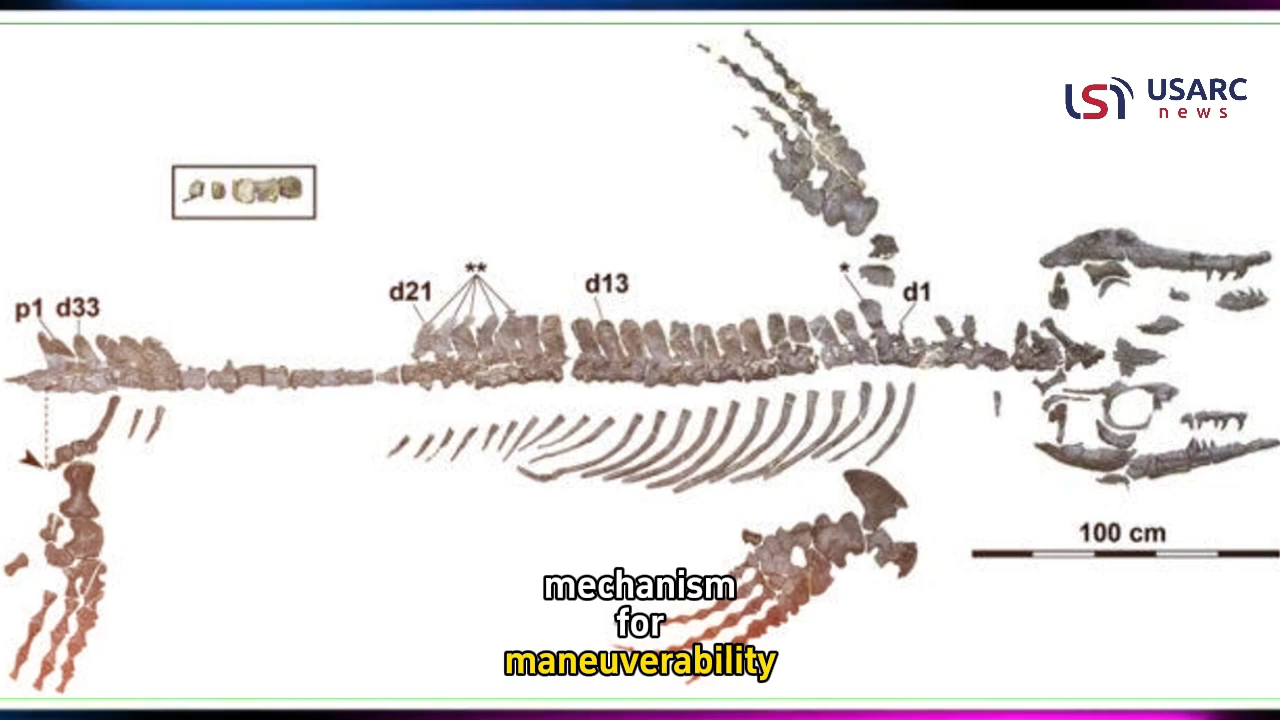 USARC
news
**
d21
d13
*
d1
p1
d33
100 cm
mechanism
for
maneuverability